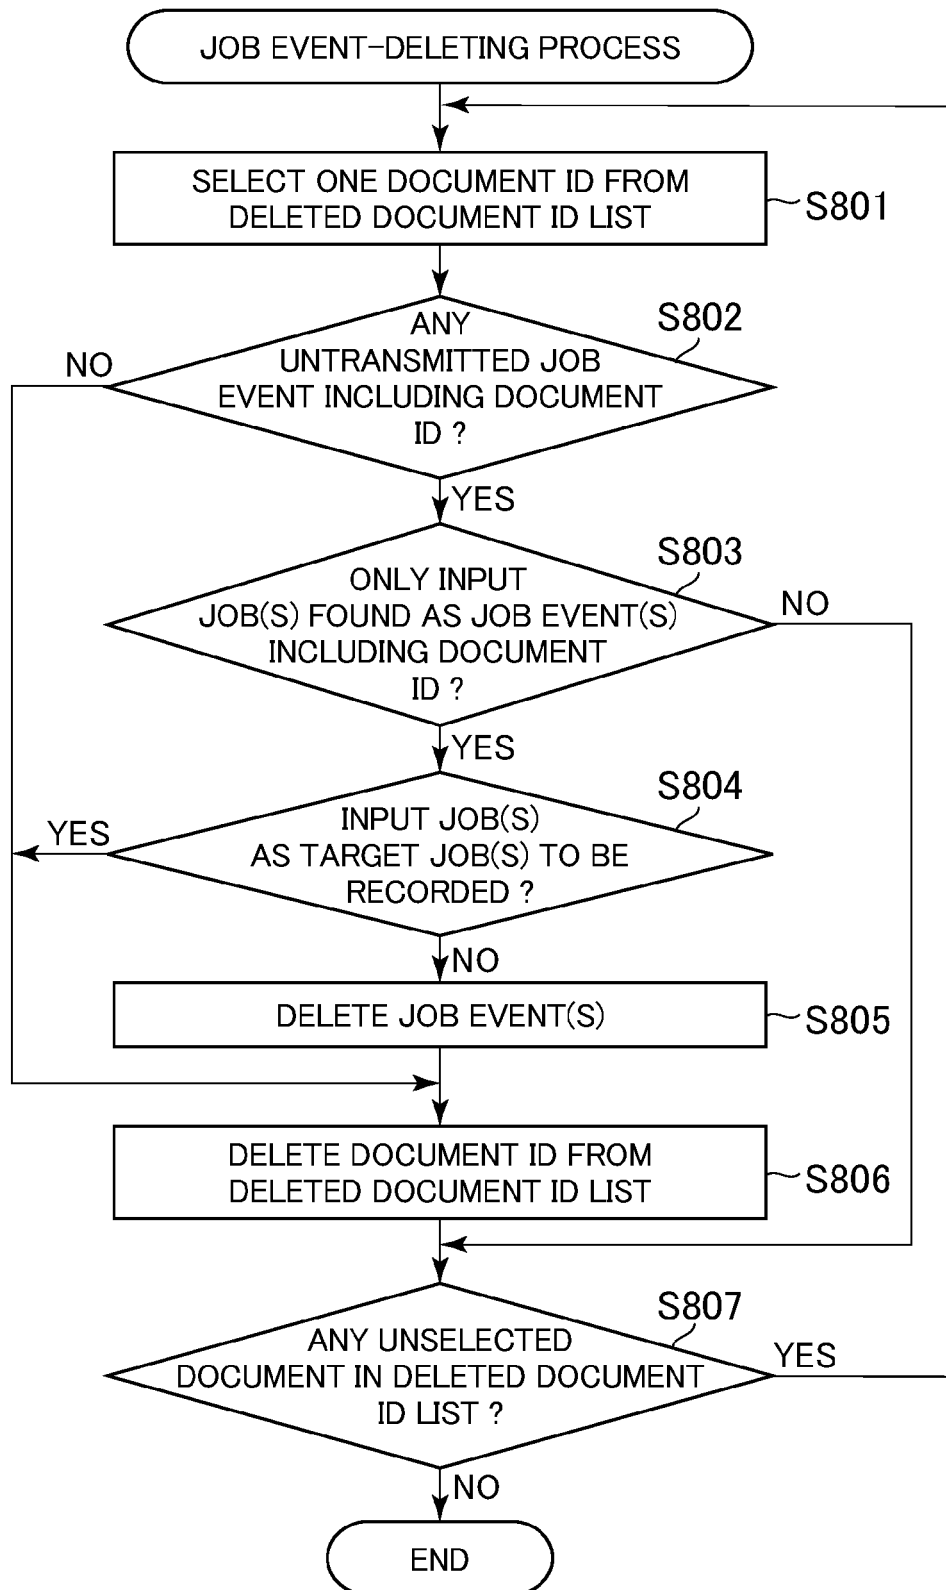 JOB EVENT-DELETING PROCESS
SELECT ONE DOCUMENT ID FROM
DELETED DOCUMENT ID LIST
S801
S802
ANY
UNTRANSMITTED JOB
EVENT INCLUDING DOCUMENT
ID ?
NO
YES
S803
ONLY INPUT
JOB(S) FOUND AS JOB EVENT(S)
INCLUDING DOCUMENT
ID ?
NO
YES
S804
INPUT JOB(S)
AS TARGET JOB(S) TO BE
RECORDED ?
YES
NO
DELETE JOB EVENT(S)
S805
DELETE DOCUMENT ID FROM
DELETED DOCUMENT ID LIST
S806
S807
ANY UNSELECTED
DOCUMENT IN DELETED DOCUMENT
ID LIST ?
YES
NO
END